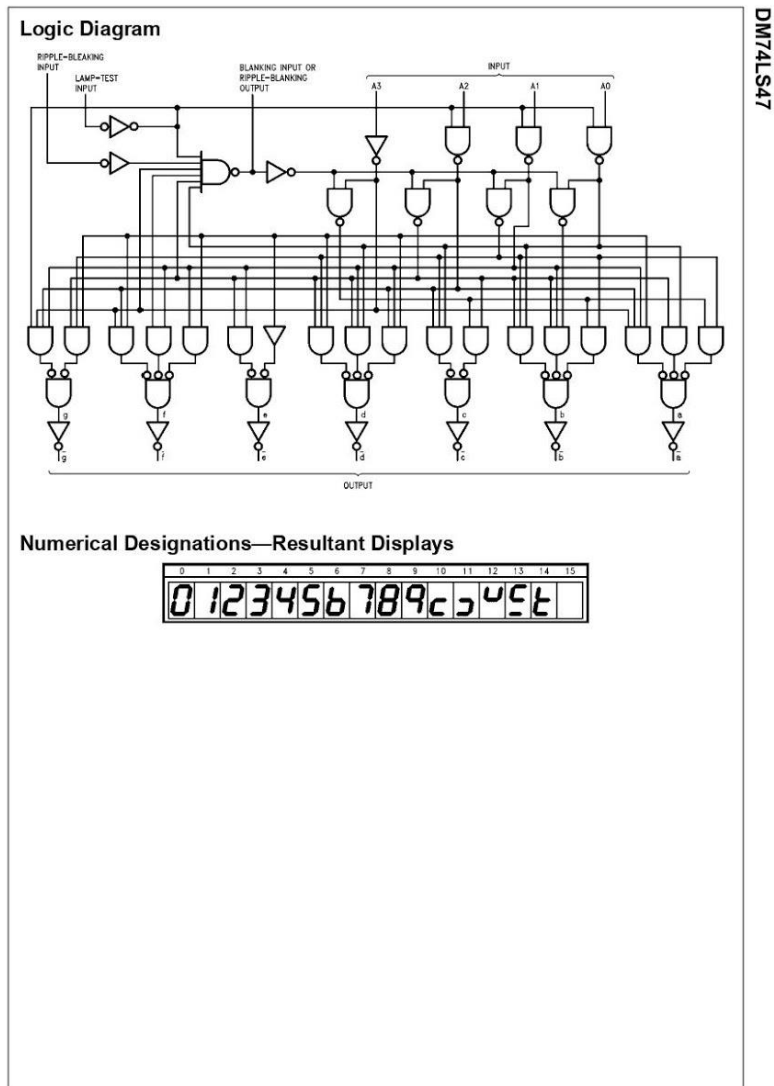 DM74LS47
Logic Diagram
RIPPLE-BLEAKING
INPUT
LAMP-TEST
INPUT
BLANKING INPUT OR
RIPPLE-BLANKING
OUTPUT
INPUT
A3 A2 A1 A0
g f e d c b a
g̅ f̅ e̅ d̅ c̅ b̅ a̅
OUTPUT
Numerical Designations—Resultant Displays
0 1 2 3 4 5 6 7 8 9 10 11 12 13 14 15